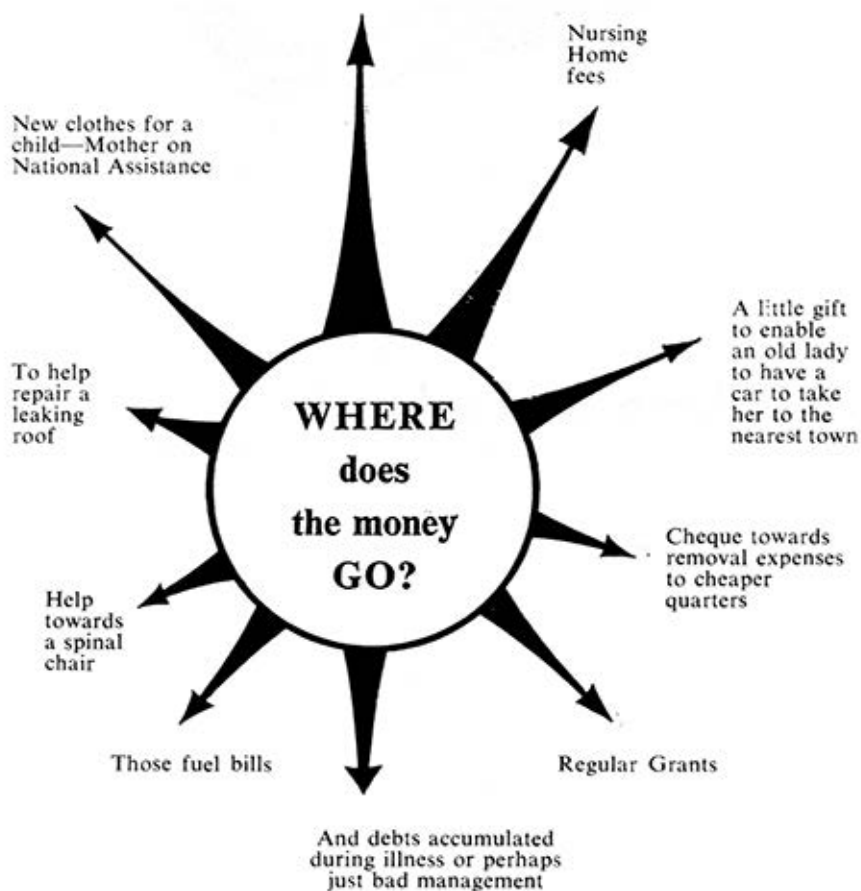 Nursing
Home
fees
New clothes for a
child—Mother on
National Assistance
A little gift
to enable
an old lady
to have a
car to take
her to the
nearest town
To help
repair a
leaking
roof
WHERE
does
the money
GO?
Cheque towards
removal expenses
to cheaper
quarters
Help
towards
a spinal
chair
Those fuel bills
Regular Grants
And debts accumulated
during illness or perhaps
just bad management